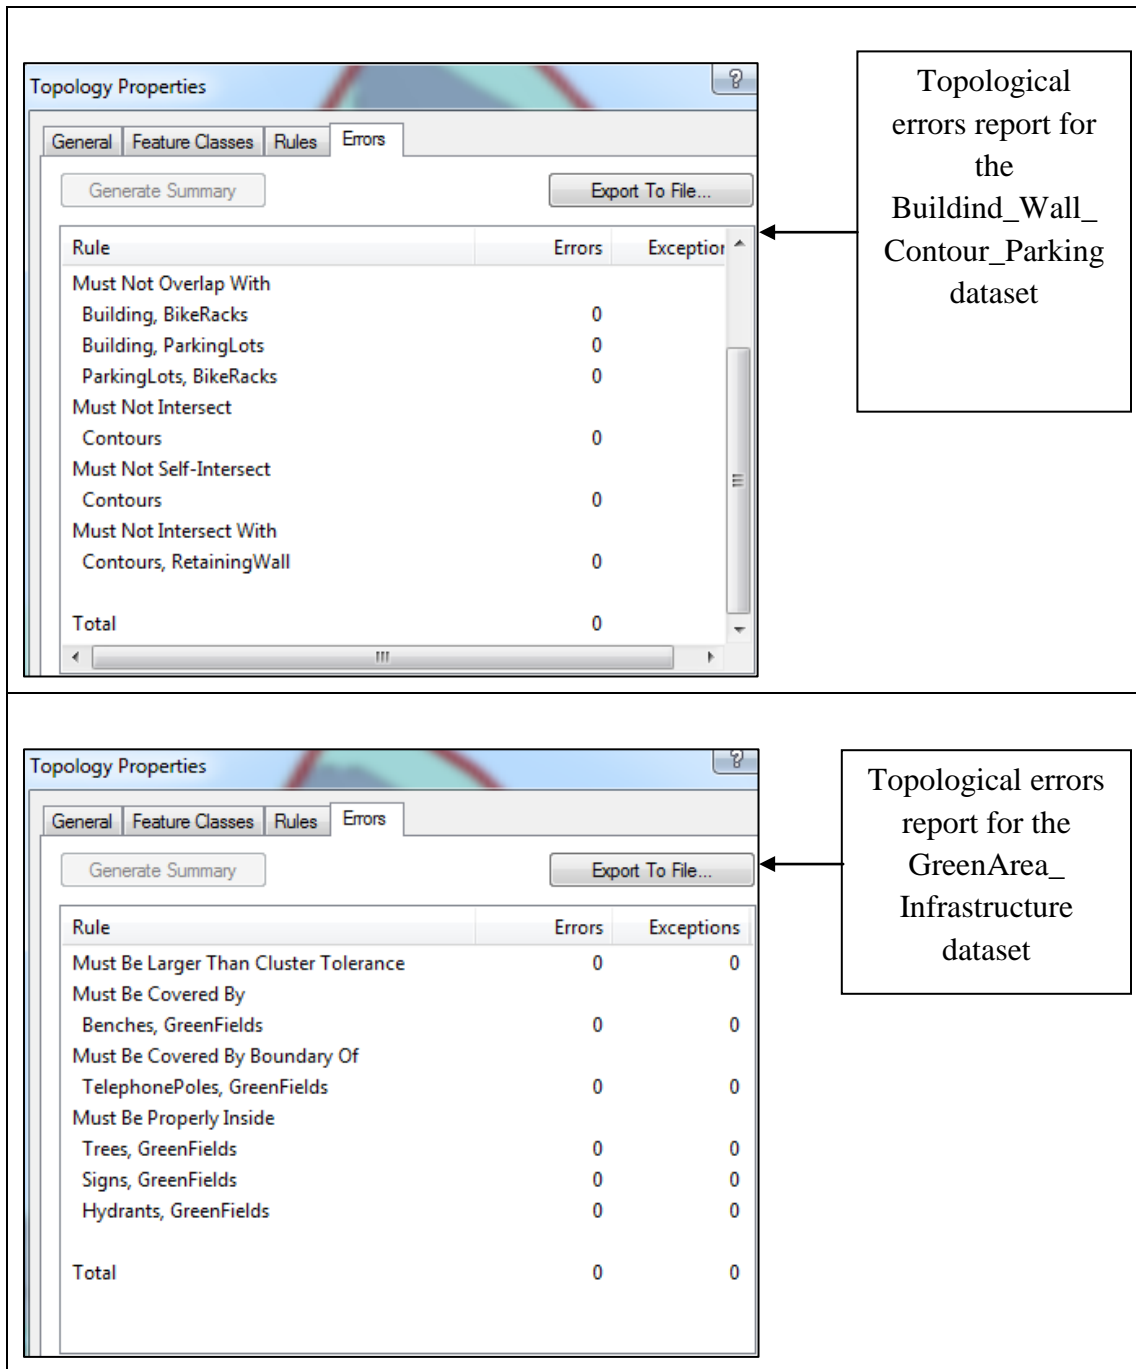 Topology Properties
?
General Feature Classes Rules Errors
Generate Summary Export To File...
Rule Errors Exception
Must Not Overlap With
Building, BikeRacks 0
Building, ParkingLots 0
ParkingLots, BikeRacks 0
Must Not Intersect
Contours 0
Must Not Self-Intersect
Contours 0
Must Not Intersect With
Contours, RetainingWall 0
Total 0
Topological
errors report for
the
Buildind_Wall_
Contour_Parking
dataset
Topology Properties
?
General Feature Classes Rules Errors
Generate Summary Export To File...
Rule Errors Exceptions
Must Be Larger Than Cluster Tolerance 0 0
Must Be Covered By
Benches, GreenFields 0 0
Must Be Covered By Boundary Of
TelephonePoles, GreenFields 0 0
Must Be Properly Inside
Trees, GreenFields 0 0
Signs, GreenFields 0 0
Hydrants, GreenFields 0 0
Total 0 0
Topological errors
report for the
GreenArea_
Infrastructure
dataset